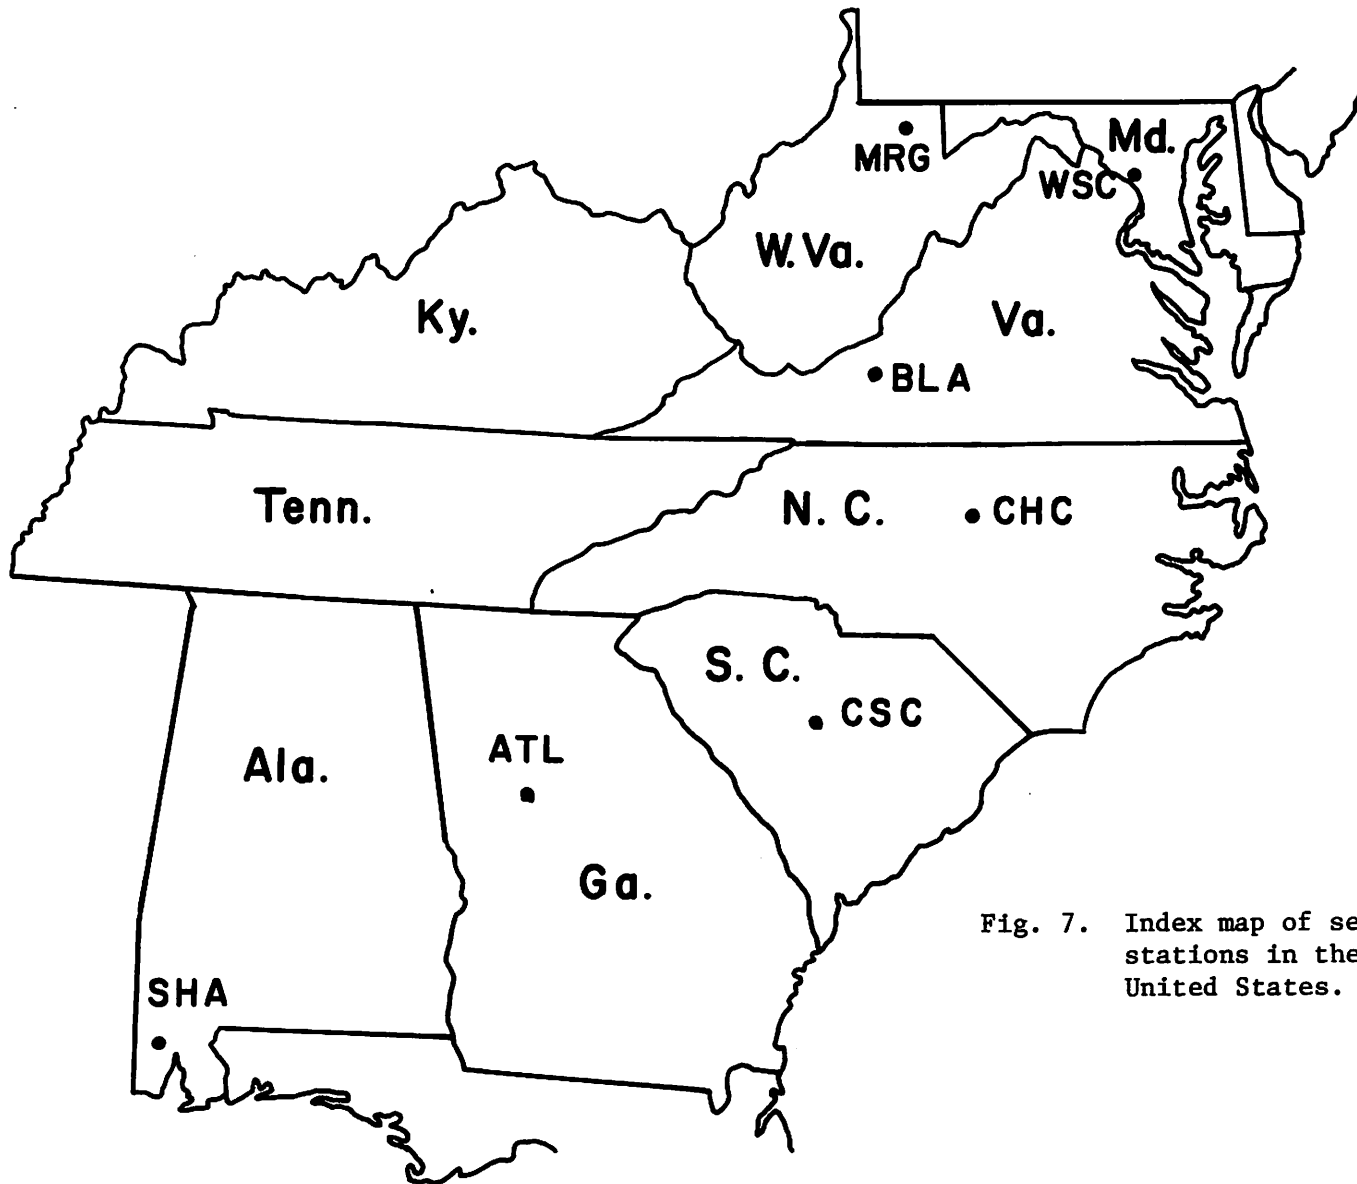 Md.
MRG
WSC
W. Va.
Ky.
Va.
BLA
Tenn.
N. C.
CHC
S. C.
CSC
ATL
Ala.
Ga.
Fig. 7. Index map of se
stations in the
United States.
SHA